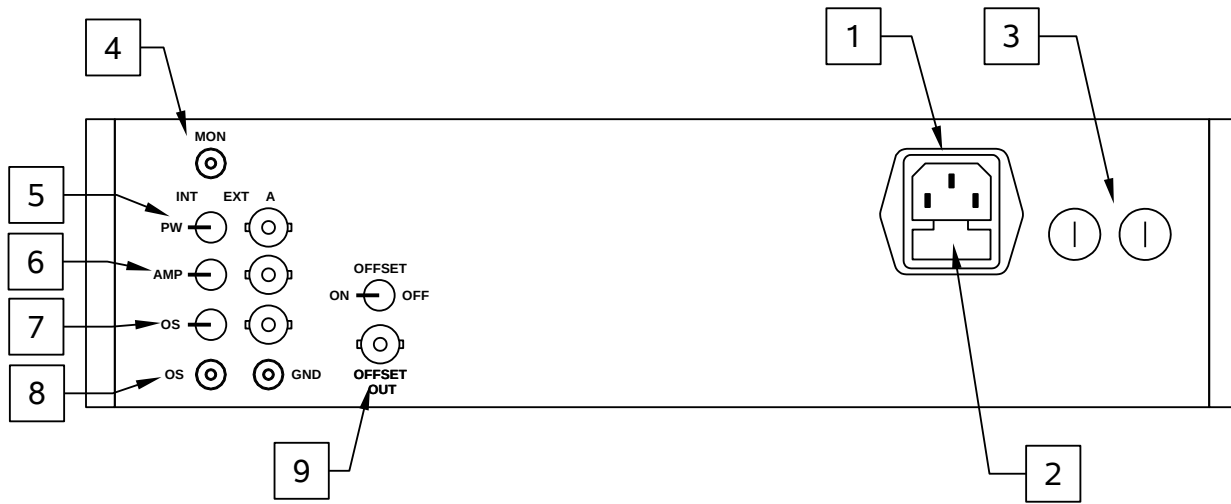 4
1
3
MON
5
INT EXT A
PW
6
AMP
OFFSET
ON OFF
7
OS
8
OS GND
OFFSET
OUT
9
2